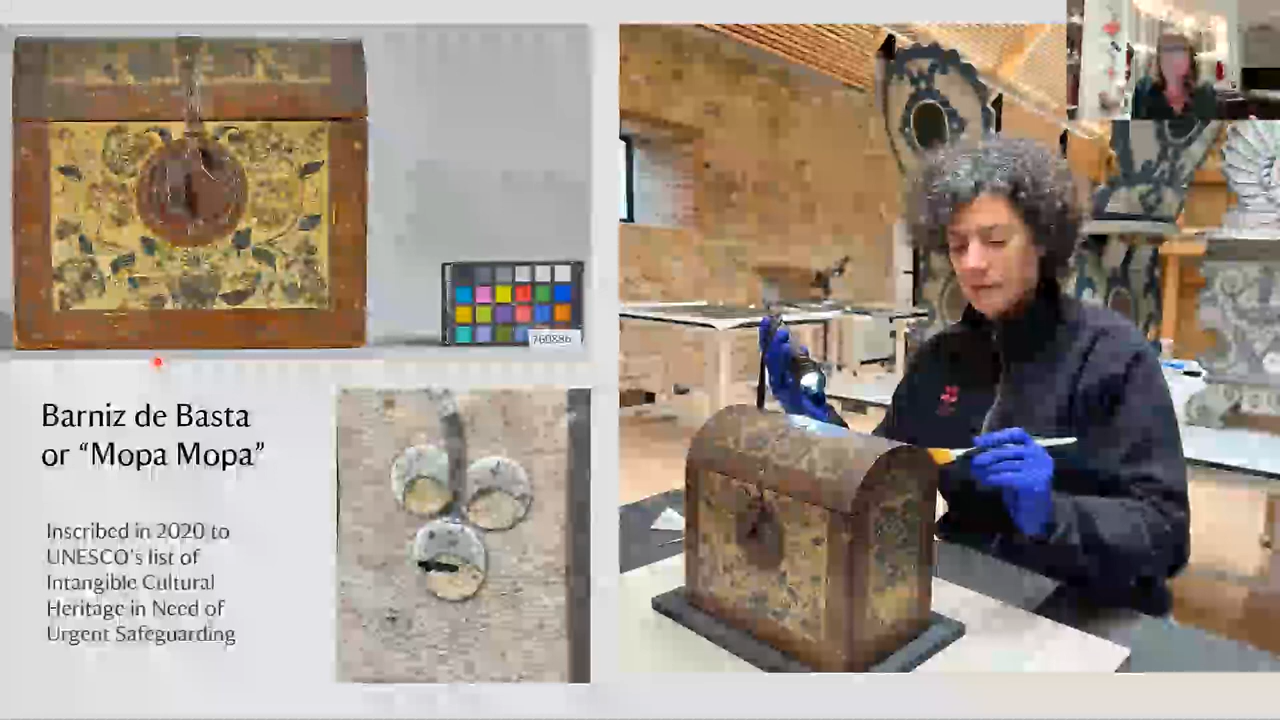 760886
Barniz de Basta
or “Mopa Mopa”
Inscribed in 2020 to
UNESCO's list of
Intangible Cultural
Heritage in Need of
Urgent Safeguarding